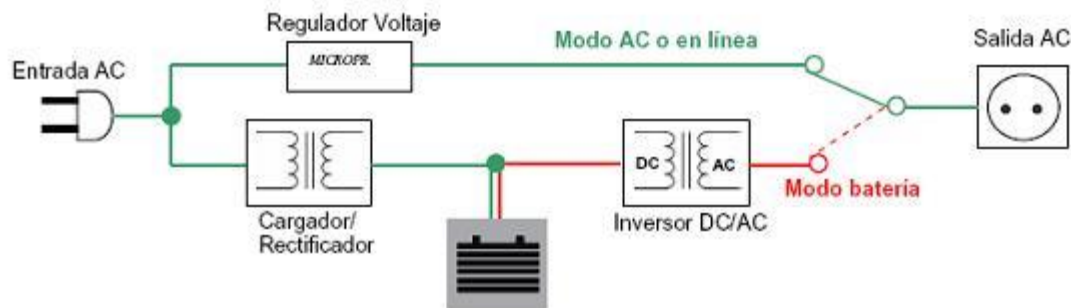 Regulador Voltaje
Modo AC o en línea
Salida AC
Entrada AC
MICROPR.
DC
AC
Modo batería
Cargador/
Rectificador
Inversor DC/AC